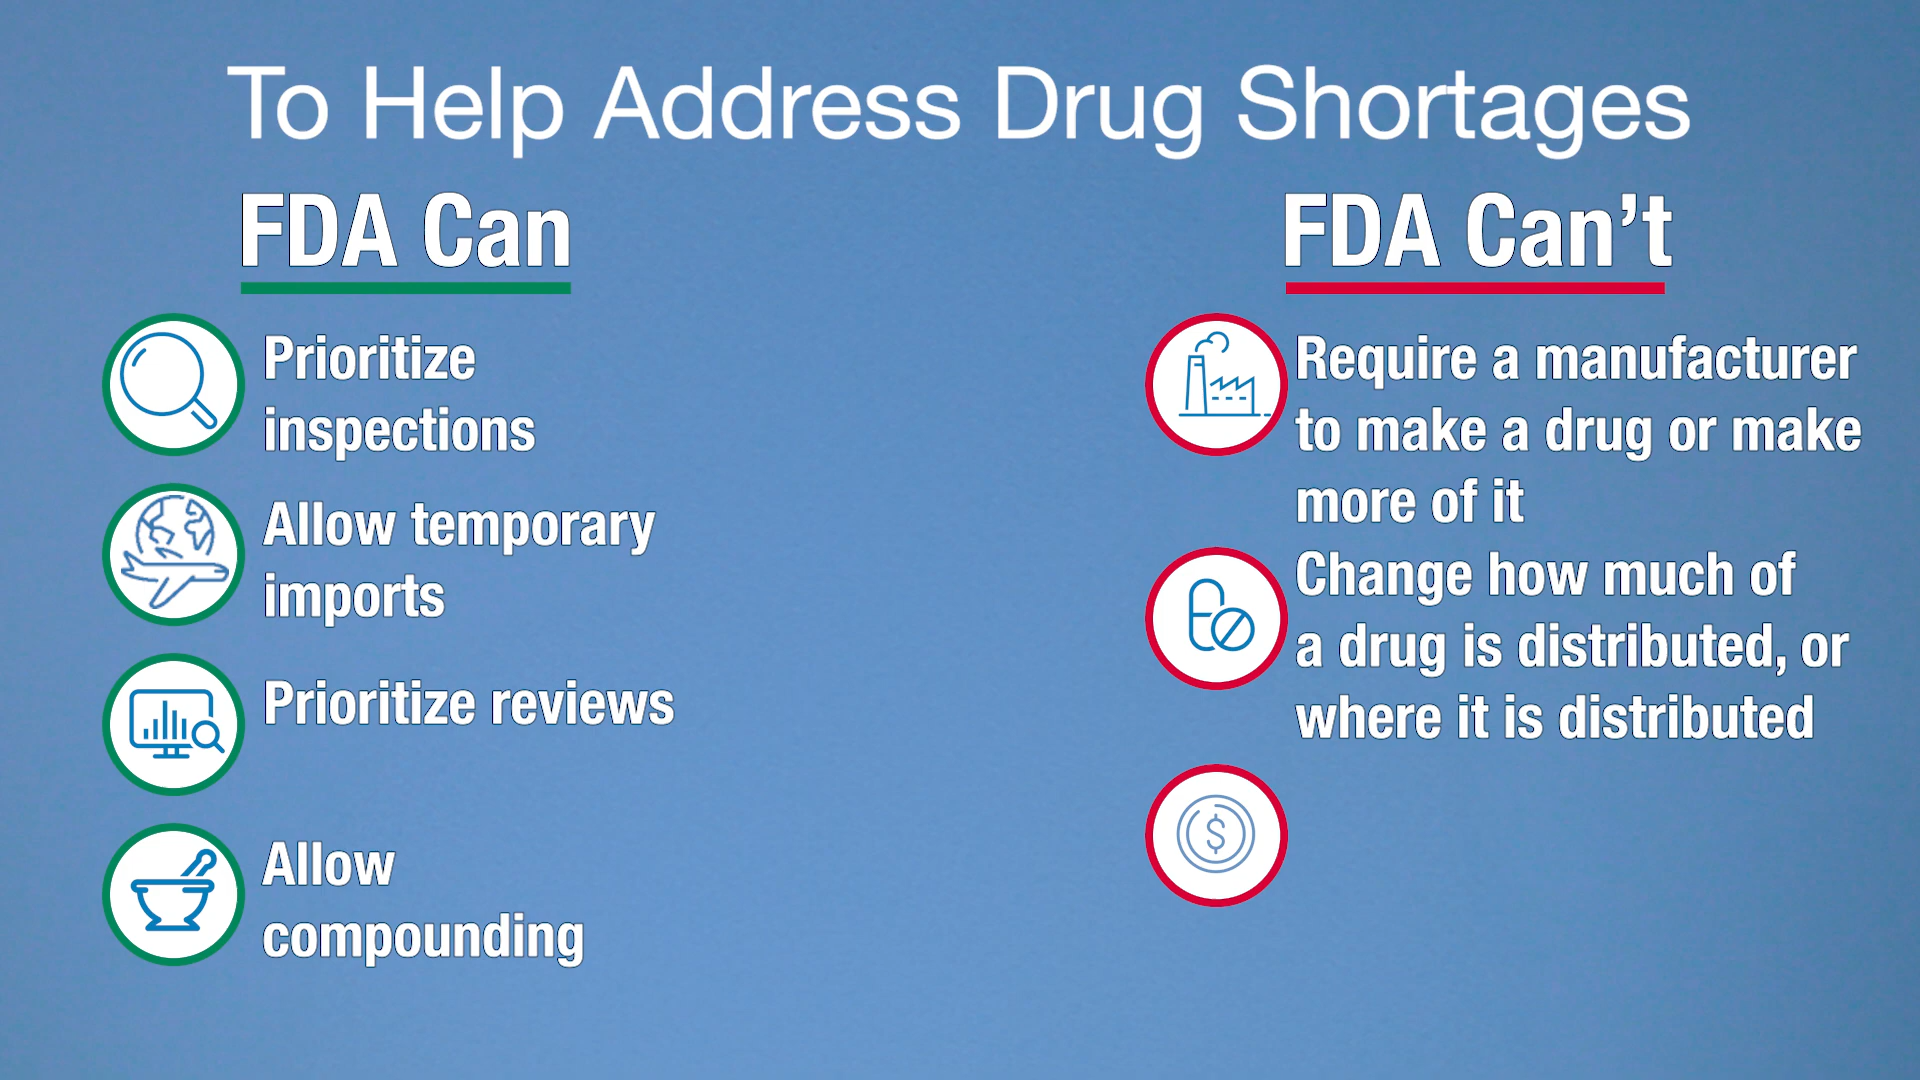 To Help Address Drug Shortages
FDA Can
Prioritize
inspections
Allow temporary
imports
Prioritize reviews
Allow
compounding
FDA Can’t
Require a manufacturer
to make a drug or make
more of it
Change how much of
a drug is distributed, or
where it is distributed
$